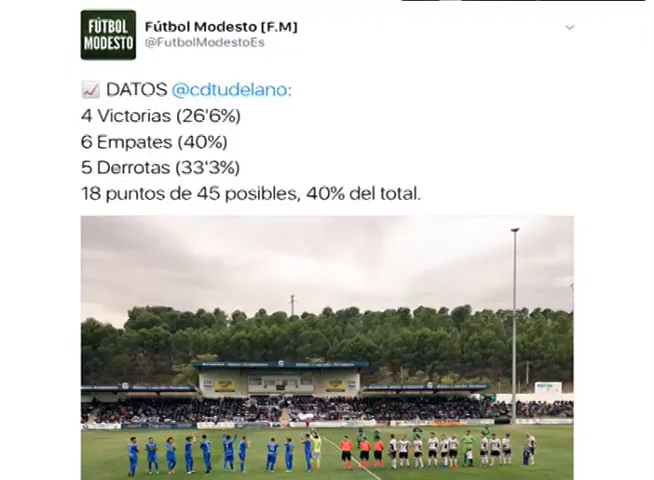 FÚTBOL
MODESTO
Fútbol Modesto [F.M]
@FutbolModestoEs
📈 DATOS @cdtudelano:
4 Victorias (26'6%)
6 Empates (40%)
5 Derrotas (33'3%)
18 puntos de 45 posibles, 40% del total.